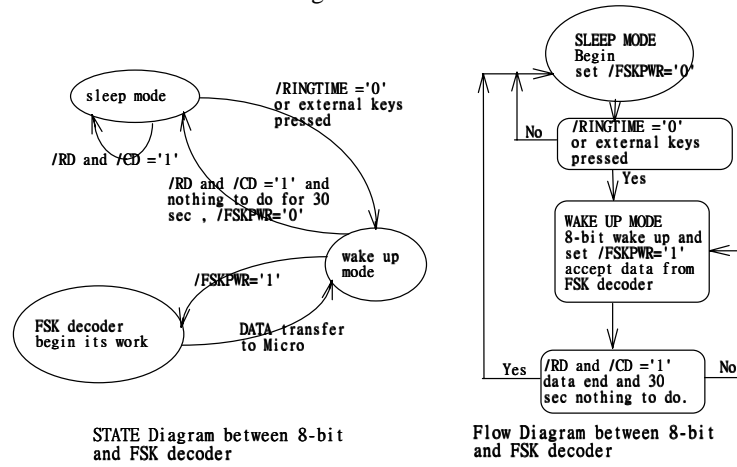 sleep mode
/RINGTIME ='0'
or external keys
pressed
/RD and /CD ='1'
/RD and /CD ='1' and
nothing to do for 30
sec , /FSKPWR='0'
wake up
mode
/FSKPWR='1'
FSK decoder
begin its work
DATA transfer
to Micro
STATE Diagram between 8-bit
and FSK decoder
SLEEP MODE
Begin
set /FSKPWR='0'
No
/RINGTIME ='0'
or external keys
pressed
Yes
WAKE UP MODE
8-bit wake up and
set /FSKPWR='1'
accept data from
FSK decoder
Yes
/RD and /CD ='1'
data end and 30
sec nothing to do.
No
Flow Diagram between 8-bit
and FSK decoder